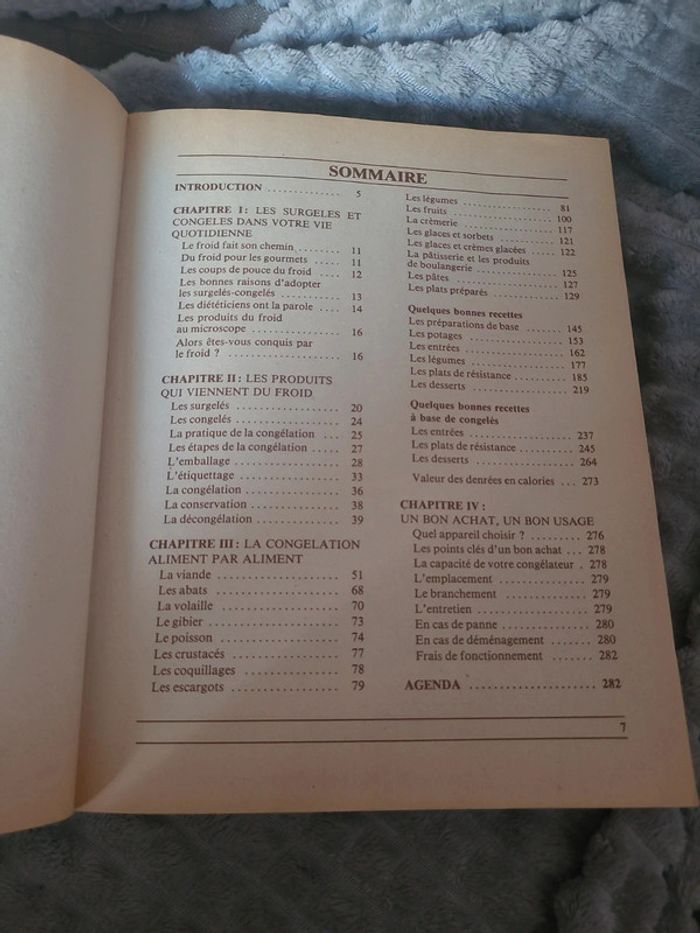 SOMMAIRE
INTRODUCTION .............. 5
CHAPITRE I : LES SURGELES ET
CONGELES DANS VOTRE VIE
QUOTIDIENNE
Le froid fait son chemin ......... 11
Du froid pour les gourmets .... 11
Les coups de pouce du froid .... 12
Les bonnes raisons d'adopter
les surgelés-congelés ........... 13
Les diététiciens ont la parole .... 14
Les produits du froid
au microscope ................. 16
Alors êtes-vous conquis par
le froid ? ...................... 16
CHAPITRE II : LES PRODUITS
QUI VIENNENT DU FROID
Les surgelés ................... 20
Les congelés ................... 24
La pratique de la congélation ... 25
Les étapes de la congélation ..... 27
L'emballage ................... 28
L'étiquettage .................. 33
La congélation ................. 36
La conservation ................ 38
La décongélation ............... 39
CHAPITRE III : LA CONGELATION
ALIMENT PAR ALIMENT
La viande ..................... 51
Les abats ...................... 68
La volaille ..................... 70
Le gibier ...................... 73
Le poisson ..................... 74
Les crustacés .................. 77
Les coquillages ................ 78
Les escargots .................. 79
Les légumes ................... 81
Les fruits ...................... 100
La crèmerie .................... 117
Les glaces et sorbets ............ 121
Les glaces et crèmes glacées ..... 122
La pâtisserie et les produits
de boulangerie ................. 125
Les pâtes ...................... 127
Les plats préparés .............. 129
Quelques bonnes recettes
Les préparations de base ........ 145
Les potages .................... 153
Les entrées .................... 162
Les légumes ................... 177
Les plats de résistance .......... 185
Les desserts ................... 219
Quelques bonnes recettes
à base de congelés
Les entrées .................... 237
Les plats de résistance .......... 245
Les desserts ................... 264
Valeur des denrées en calories ... 273
CHAPITRE IV :
UN BON ACHAT, UN BON USAGE
Quel appareil choisir ? .......... 276
Les points clés d'un bon achat ... 278
La capacité de votre congélateur . 278
L'emplacement ................. 279
Le branchement ................ 279
L'entretien .................... 279
En cas de panne ................ 280
En cas de déménagement ........ 280
Frais de fonctionnement ........ 282
AGENDA ..................... 282
7